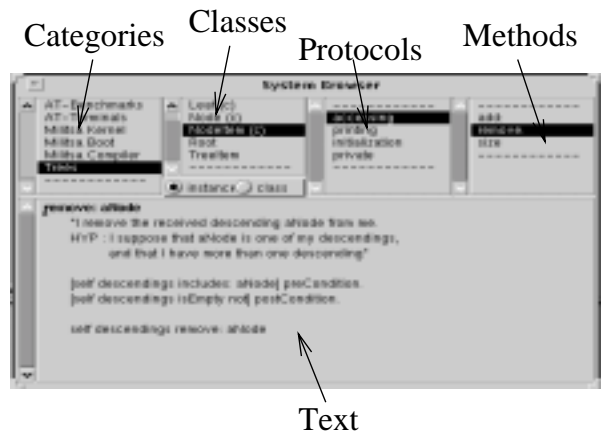 Categories
Classes
Protocols
Methods
System Browser
AT-Benchmarks
AT-Terminals
Militsa Kernel
Militsa Boot
Militsa Compiler
Trees
----------------
Leaf (c)
Node (c)
NodeItem (c)
Root
TreeItem
----------------
instance class
----------------
accessing
printing
initialization
private
----------------
----------------
add:
remove:
size
----------------
remove: aNode
"I remove the received descending aNode from me.
HYP : I suppose that aNode is one of my descendings,
and that I have more than one descending"
[self descendings includes: aNode] preCondition.
[self descendings isEmpty not] postCondition.
self descendings remove: aNode
Text